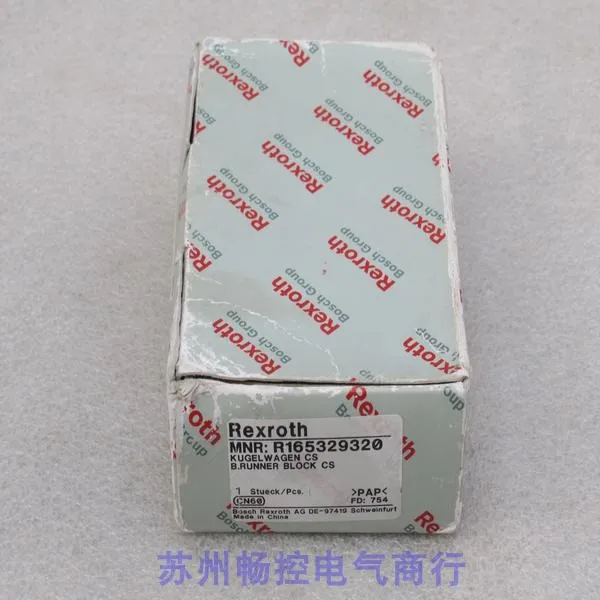 Rexroth
Bosch Group
Rexroth
MNR: R165329320
KUGELWAGEN CS
B.RUNNER BLOCK CS
1 Stueck/Pcs. >PAP<
CN60 FD: 754
Bosch Rexroth AG DE-97419 Schweinfurt
Made in China
苏州畅控电气商行